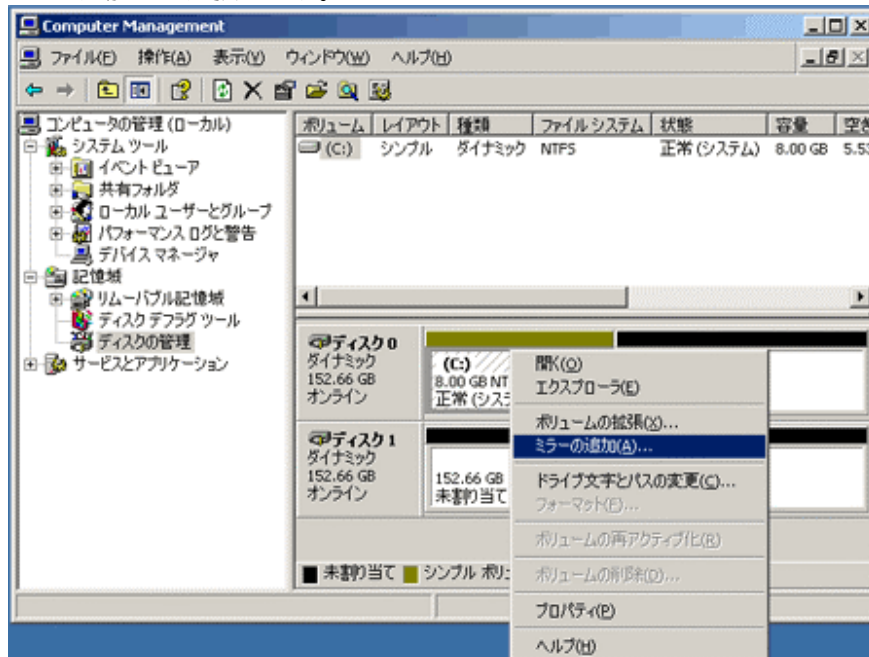 Computer Management
ファイル(F) 操作(A) 表示(V) ウィンドウ(W) ヘルプ(H)
コンピュータの管理 (ローカル)
システム ツール
イベント ビューア
共有フォルダ
ローカル ユーザーとグループ
パフォーマンス ログと警告
デバイス マネージャ
記憶域
リムーバブル記憶域
ディスク デフラグ ツール
ディスクの管理
サービスとアプリケーション
ボリューム レイアウト 種類 ファイル システム 状態 容量 空き
(C:) シンプル ダイナミック NTFS 正常 (システム) 8.00 GB 5.53
ディスク 0
ダイナミック
152.66 GB
オンライン
(C:)
8.00 GB NT
正常 (シス
ディスク 1
ダイナミック
152.66 GB
オンライン
152.66 GB
未割り当て
未割り当て シンプル ボリ
開く(O)
エクスプローラ(E)
ボリュームの拡張(X)...
ミラーの追加(A)...
ドライブ文字とパスの変更(C)...
フォーマット(F)...
ボリュームの再アクティブ化(R)
ボリュームの削除(D)...
プロパティ(P)
ヘルプ(H)